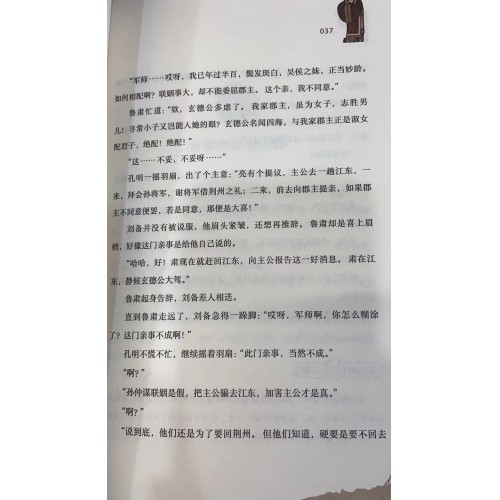 037
“军师……哎呀，我已年过半百，鬓发斑白，吴侯之妹，正当妙龄。
如何相配啊？联姻事大，却不能委屈郡主。这个亲，我不同意。”
鲁肃忙道：“欸，玄德公多虑了。我家郡主，虽为女子，志胜男
儿！寻常小子又岂能入她的眼？玄德公名闻四海，与我家郡主正是淑女
配君子，绝配！绝配！”
“这……不妥，不妥呀……”
孔明一摇羽扇，出了个主意：“亮有个提议，主公去一趟江东，一
来，拜会孙将军，谢将军借荆州之礼；二来，前去向郡主提亲，如果郡
主不同意便罢，若是同意，那便是大喜！”
刘备并没有被说服，他眉头紧皱，还想再推辞。鲁肃却是喜上眉
梢，好像这门亲事是给他自己说的。
“哈哈，好！肃现在就赶回江东，向主公报告这一好消息。肃在江
东，静候玄德公大驾。”
鲁肃起身告辞，刘备差人相送。
直到鲁肃走远了，刘备急得一跺脚：“哎呀，军师啊，你怎么糊涂
了？这门亲事不成啊！”
孔明不慌不忙，继续摇着羽扇：“此门亲事，当然不成。”
“啊？”
“孙仲谋联姻是假，把主公骗去江东，加害主公才是真。”
“啊？”
“说到底，他们还是为了要回荆州。但他们知道，硬要是要不回去